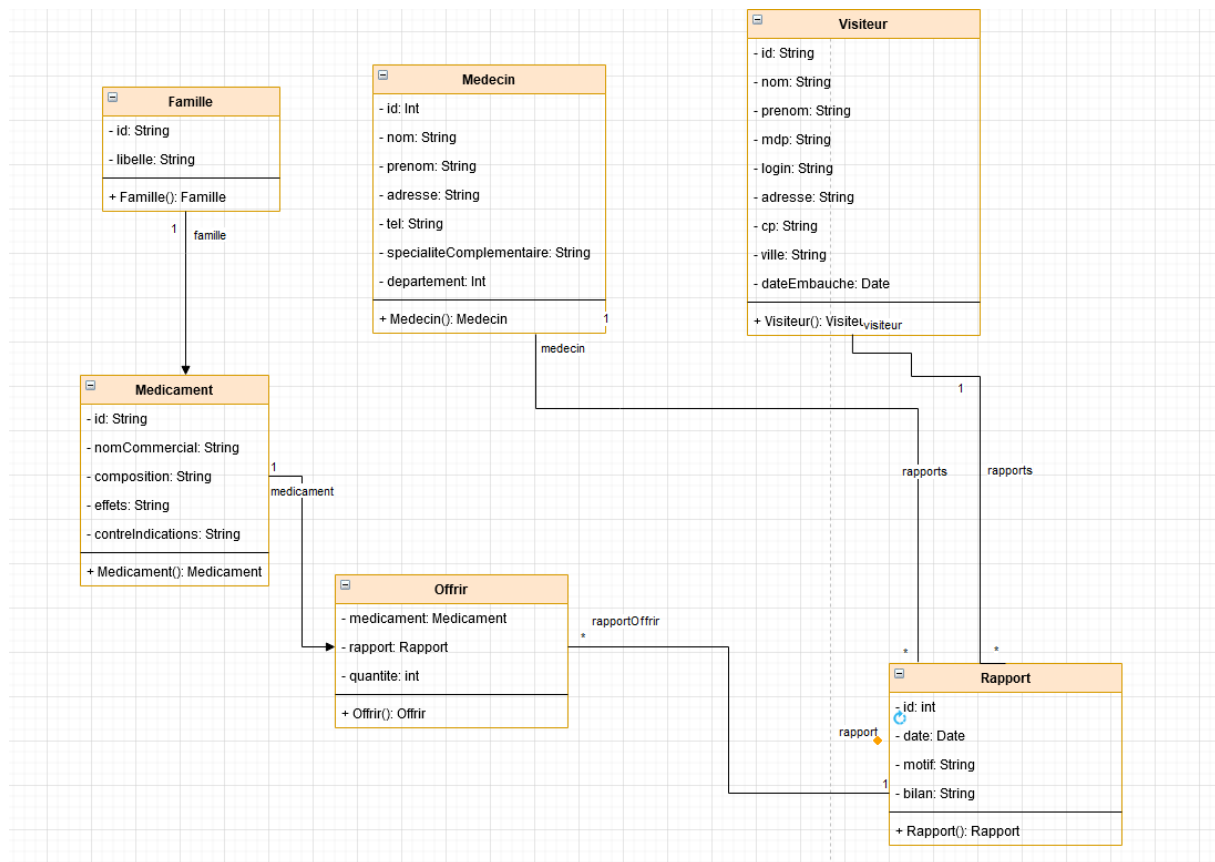 Famille
- id: String
- libelle: String
+ Famille(): Famille
1
famille
Medecin
- id: Int
- nom: String
- prenom: String
- adresse: String
- tel: String
- specialiteComplementaire: String
- departement: Int
+ Medecin(): Medecin
1
medecin
Visiteur
- id: String
- nom: String
- prenom: String
- mdp: String
- login: String
- adresse: String
- cp: String
- ville: String
- dateEmbauche: Date
+ Visiteur(): Visiteu
visiteur
1
rapports
rapports
*
*
Medicament
- id: String
- nomCommercial: String
- composition: String
- effets: String
- contreIndications: String
+ Medicament(): Medicament
1
medicament
Offrir
- medicament: Medicament
- rapport: Rapport
- quantite: int
+ Offrir(): Offrir
rapportOffrir
*
rapport
1
Rapport
- id: int
- date: Date
- motif: String
- bilan: String
+ Rapport(): Rapport